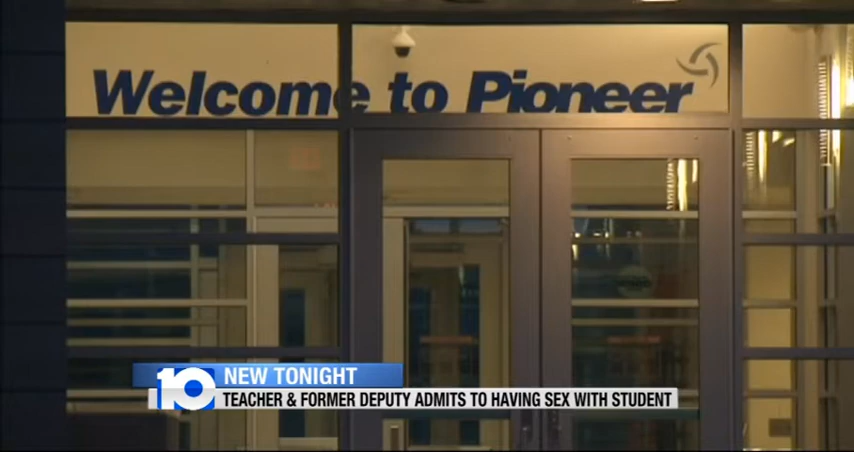 Welcome to Pioneer
10
NEW TONIGHT
TEACHER & FORMER DEPUTY ADMITS TO HAVING SEX WITH STUDENT